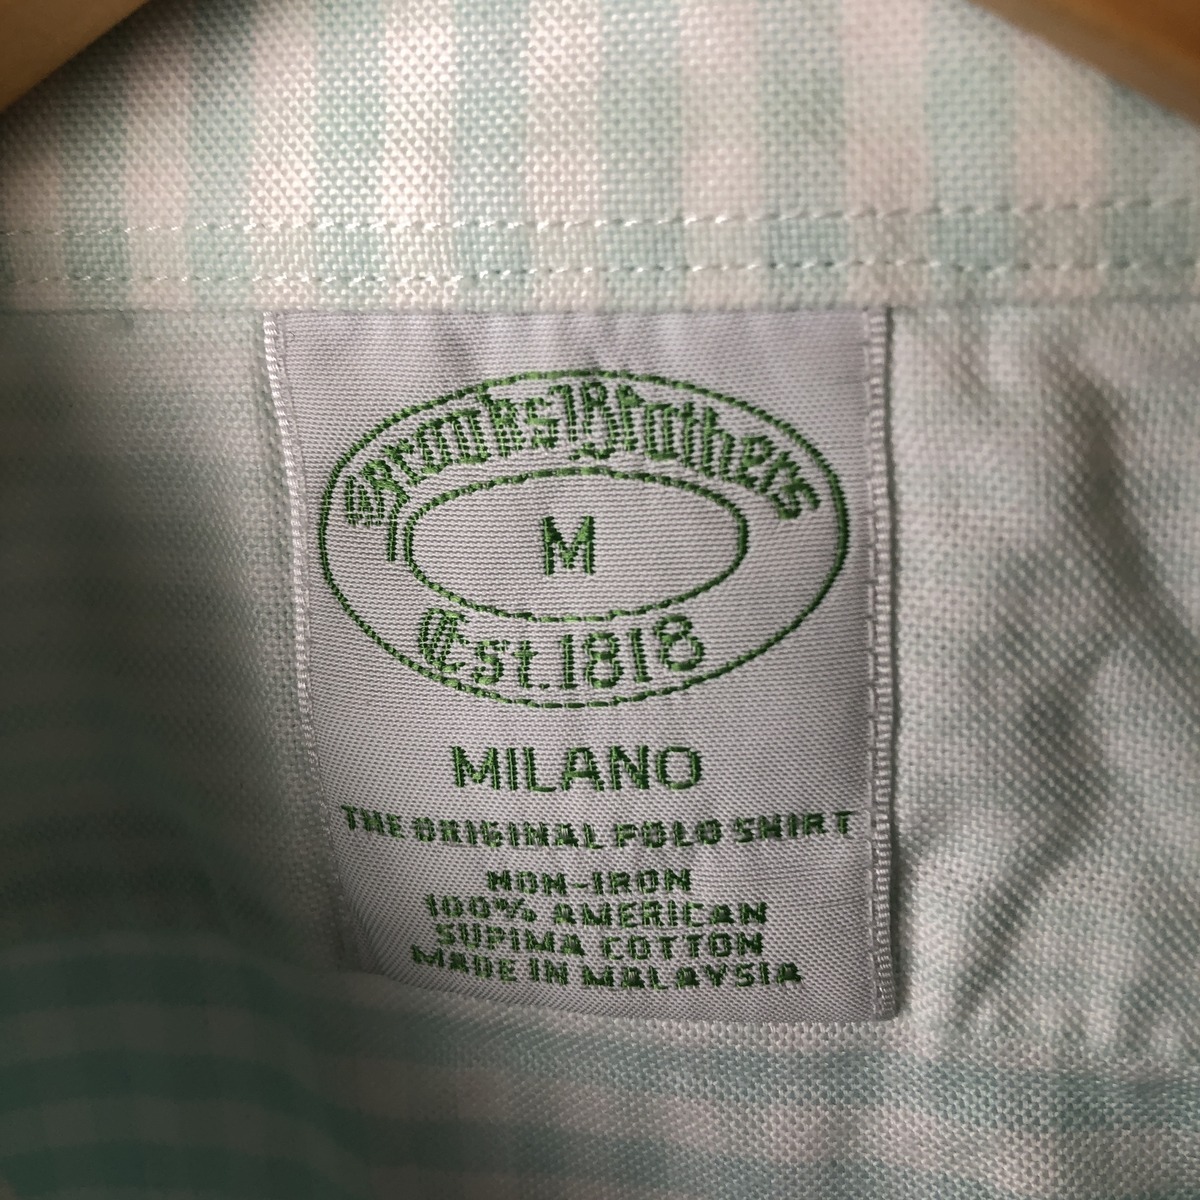 Brooks Brothers
M
Est.1818
MILANO
THE ORIGINAL POLO SHIRT
NON-IRON
100% AMERICAN
SUPIMA COTTON
MADE IN MALAYSIA